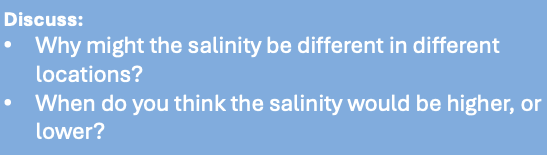 Discuss:
• Why might the salinity be different in different
locations?
• When do you think the salinity would be higher, or
lower?